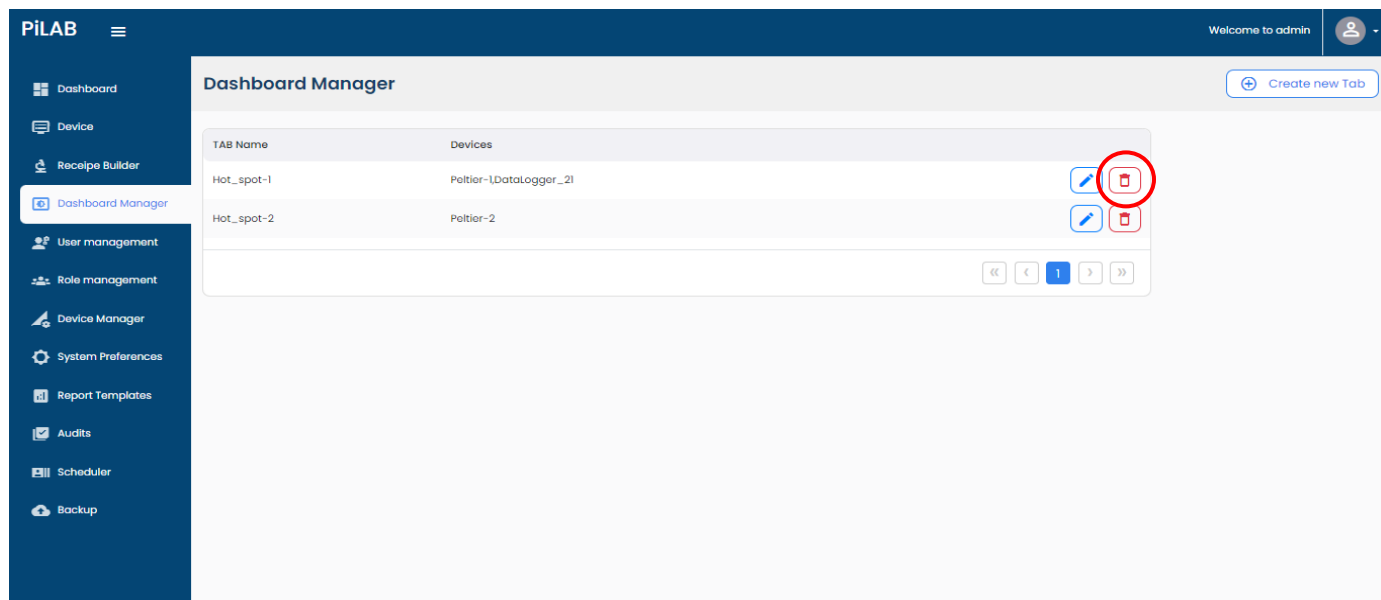 PiLAB
Welcome to admin
Dashboard
Device
Receipe Builder
Dashboard Manager
User management
Role management
Device Manager
System Preferences
Report Templates
Audits
Scheduler
Backup
Dashboard Manager
Create new Tab
TAB Name Devices
Hot_spot-1 Peltier-1,DataLogger_21
Hot_spot-2 Peltier-2
1